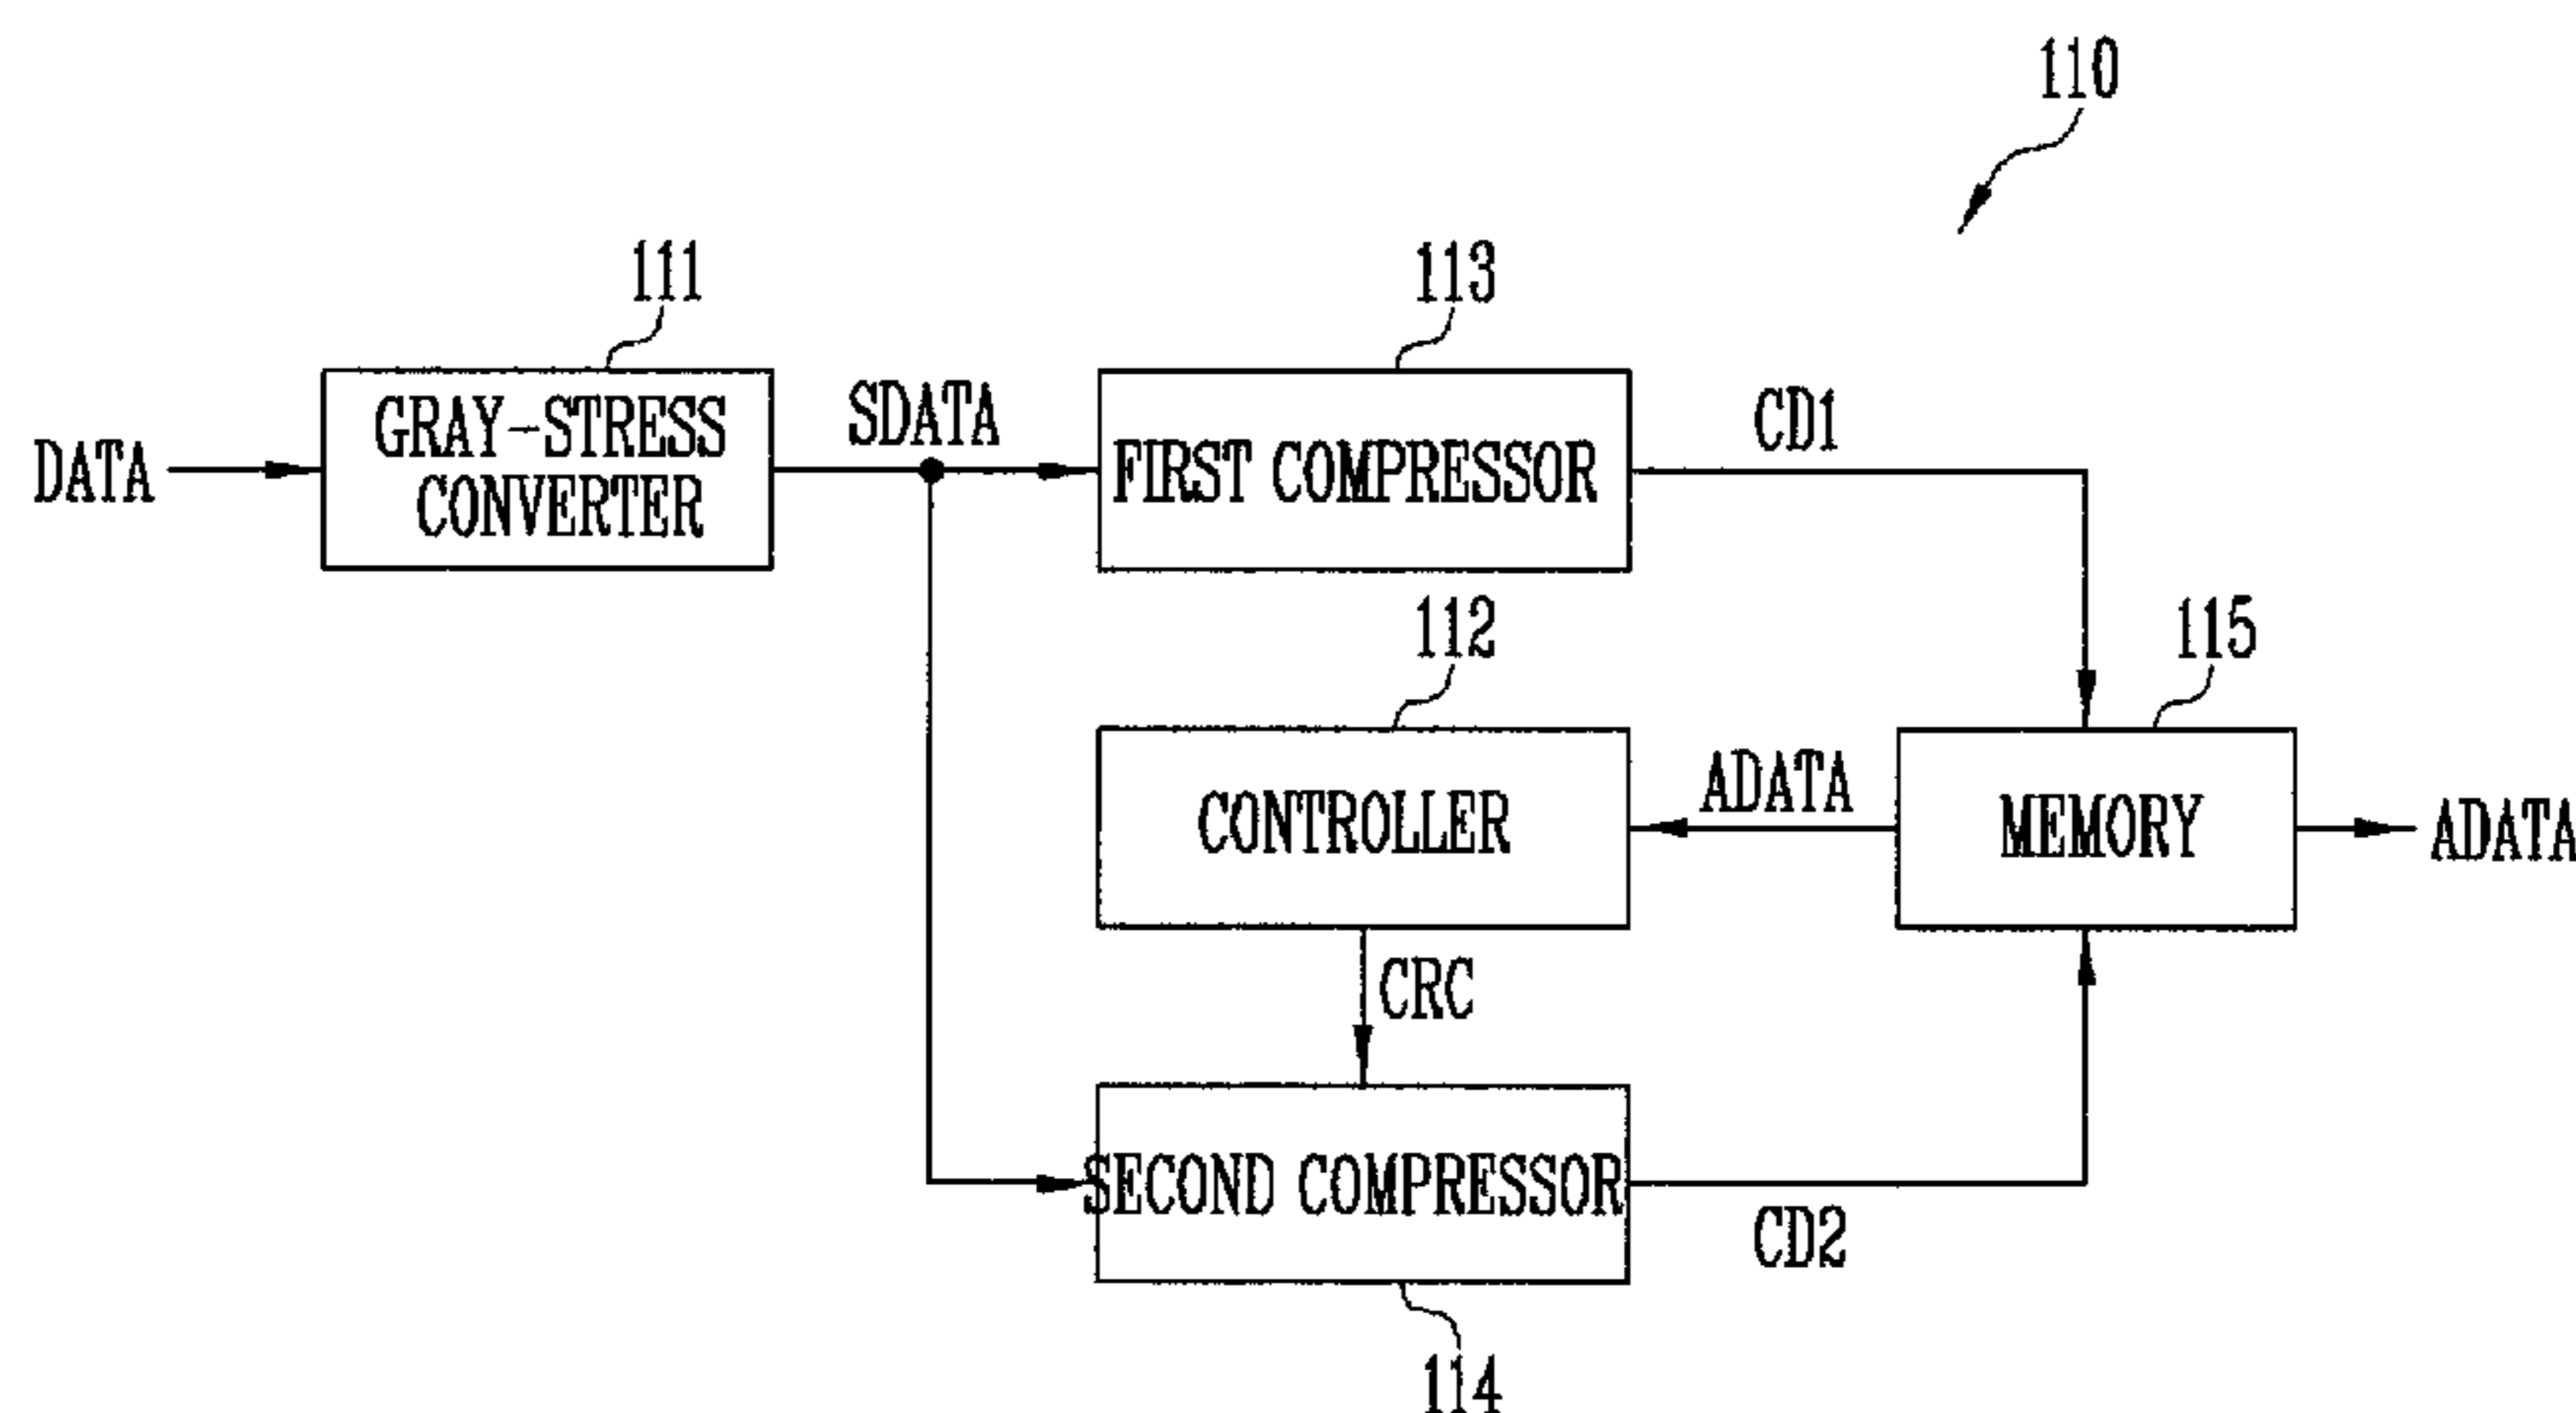 110
111
113
DATA
GRAY-STRESS
CONVERTER
SDATA
FIRST COMPRESSOR
CD1
112
115
CONTROLLER
ADATA
MEMORY
ADATA
CRC
SECOND COMPRESSOR
CD2
114